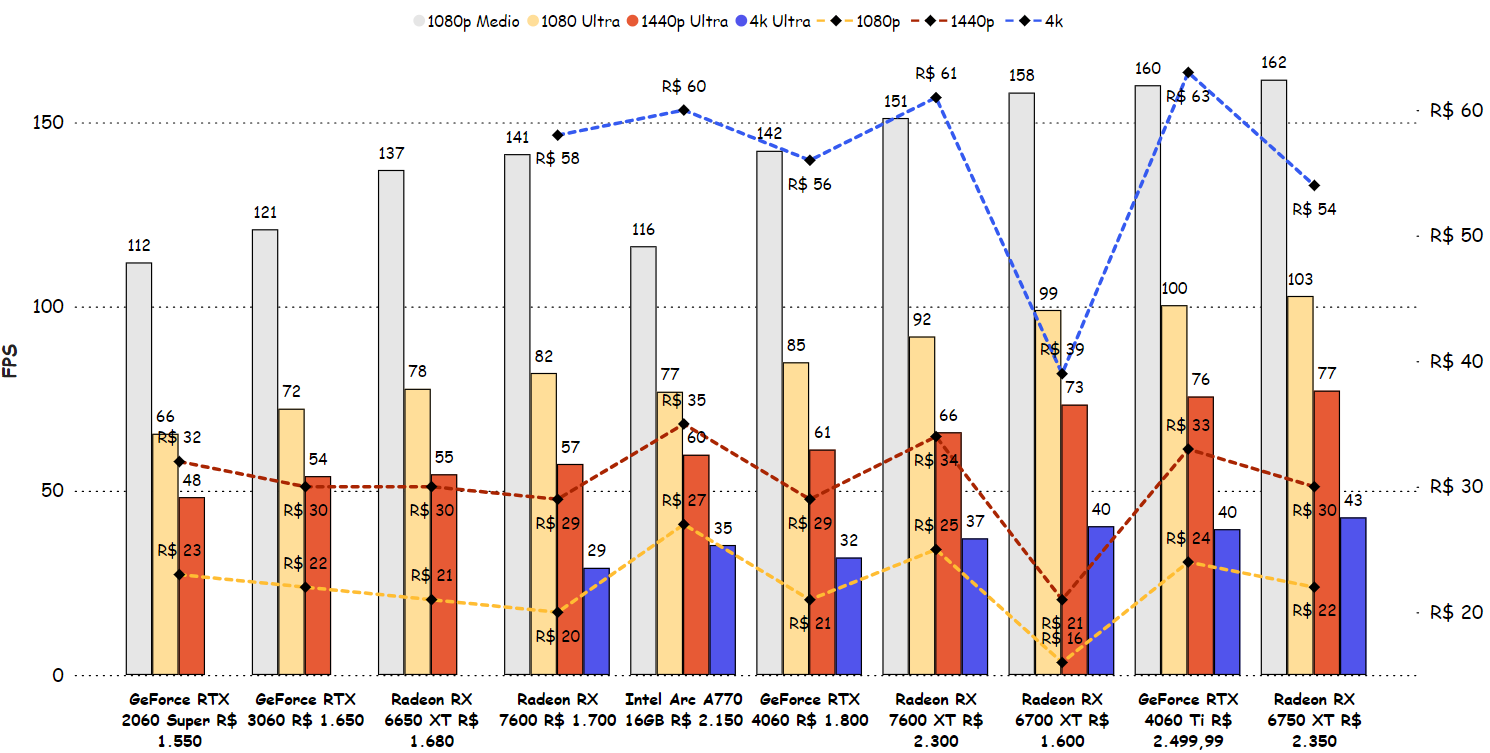 1080p Medio 1080 Ultra 1440p Ultra 4k Ultra 1080p 1440p 4k
FPS
150
100
50
0
R$ 60
R$ 50
R$ 40
R$ 30
R$ 20
112
66
48
R$ 32
R$ 23
121
72
54
R$ 30
R$ 22
137
78
55
R$ 30
R$ 21
141
82
57
29
R$ 58
R$ 29
R$ 20
116
77
60
35
R$ 60
R$ 35
R$ 27
142
85
61
32
R$ 56
R$ 29
R$ 21
151
92
66
37
R$ 61
R$ 34
R$ 25
158
99
73
40
R$ 39
R$ 21
R$ 16
160
100
76
40
R$ 63
R$ 33
R$ 24
162
103
77
43
R$ 54
R$ 30
R$ 22
GeForce RTX
2060 Super R$
1.550
GeForce RTX
3060 R$ 1.650
Radeon RX
6650 XT R$
1.680
Radeon RX
7600 R$ 1.700
Intel Arc A770
16GB R$ 2.150
GeForce RTX
4060 R$ 1.800
Radeon RX
7600 XT R$
2.300
Radeon RX
6700 XT R$
1.600
GeForce RTX
4060 Ti R$
2.499,99
Radeon RX
6750 XT R$
2.350